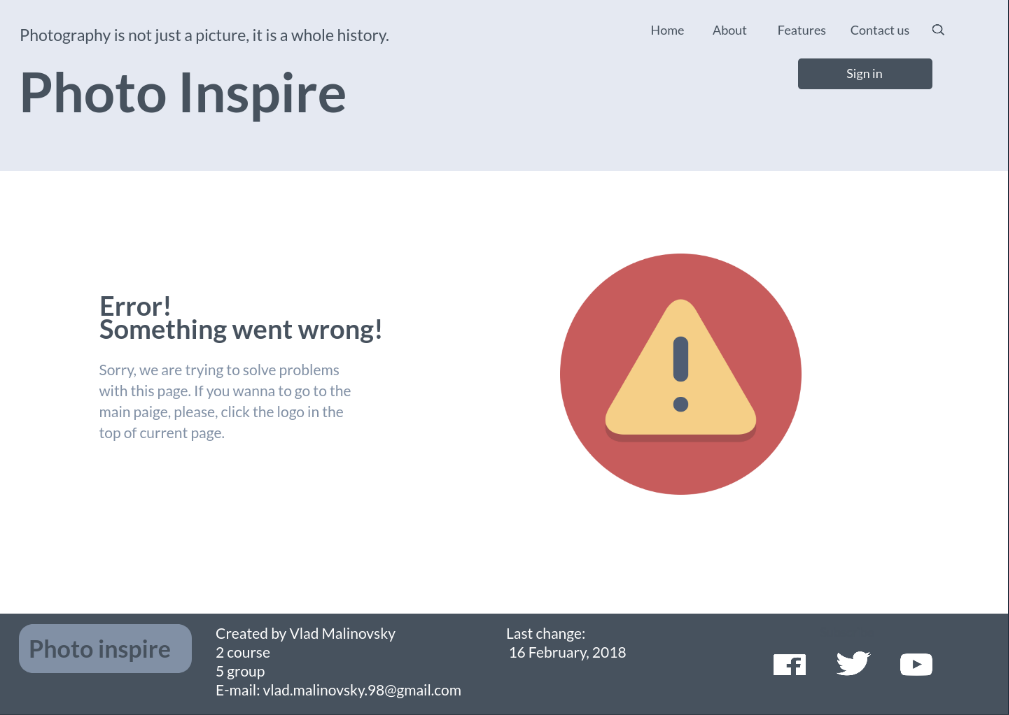 Photography is not just a picture, it is a whole history.
Photo Inspire
Home About Features Contact us
Sign in
Error!
Something went wrong!
Sorry, we are trying to solve problems
with this page. If you wanna to go to the
main paige, please, click the logo in the
top of current page.
Photo inspire
Created by Vlad Malinovsky
2 course
5 group
E-mail: vlad.malinovsky.98@gmail.com
Last change:
16 February, 2018